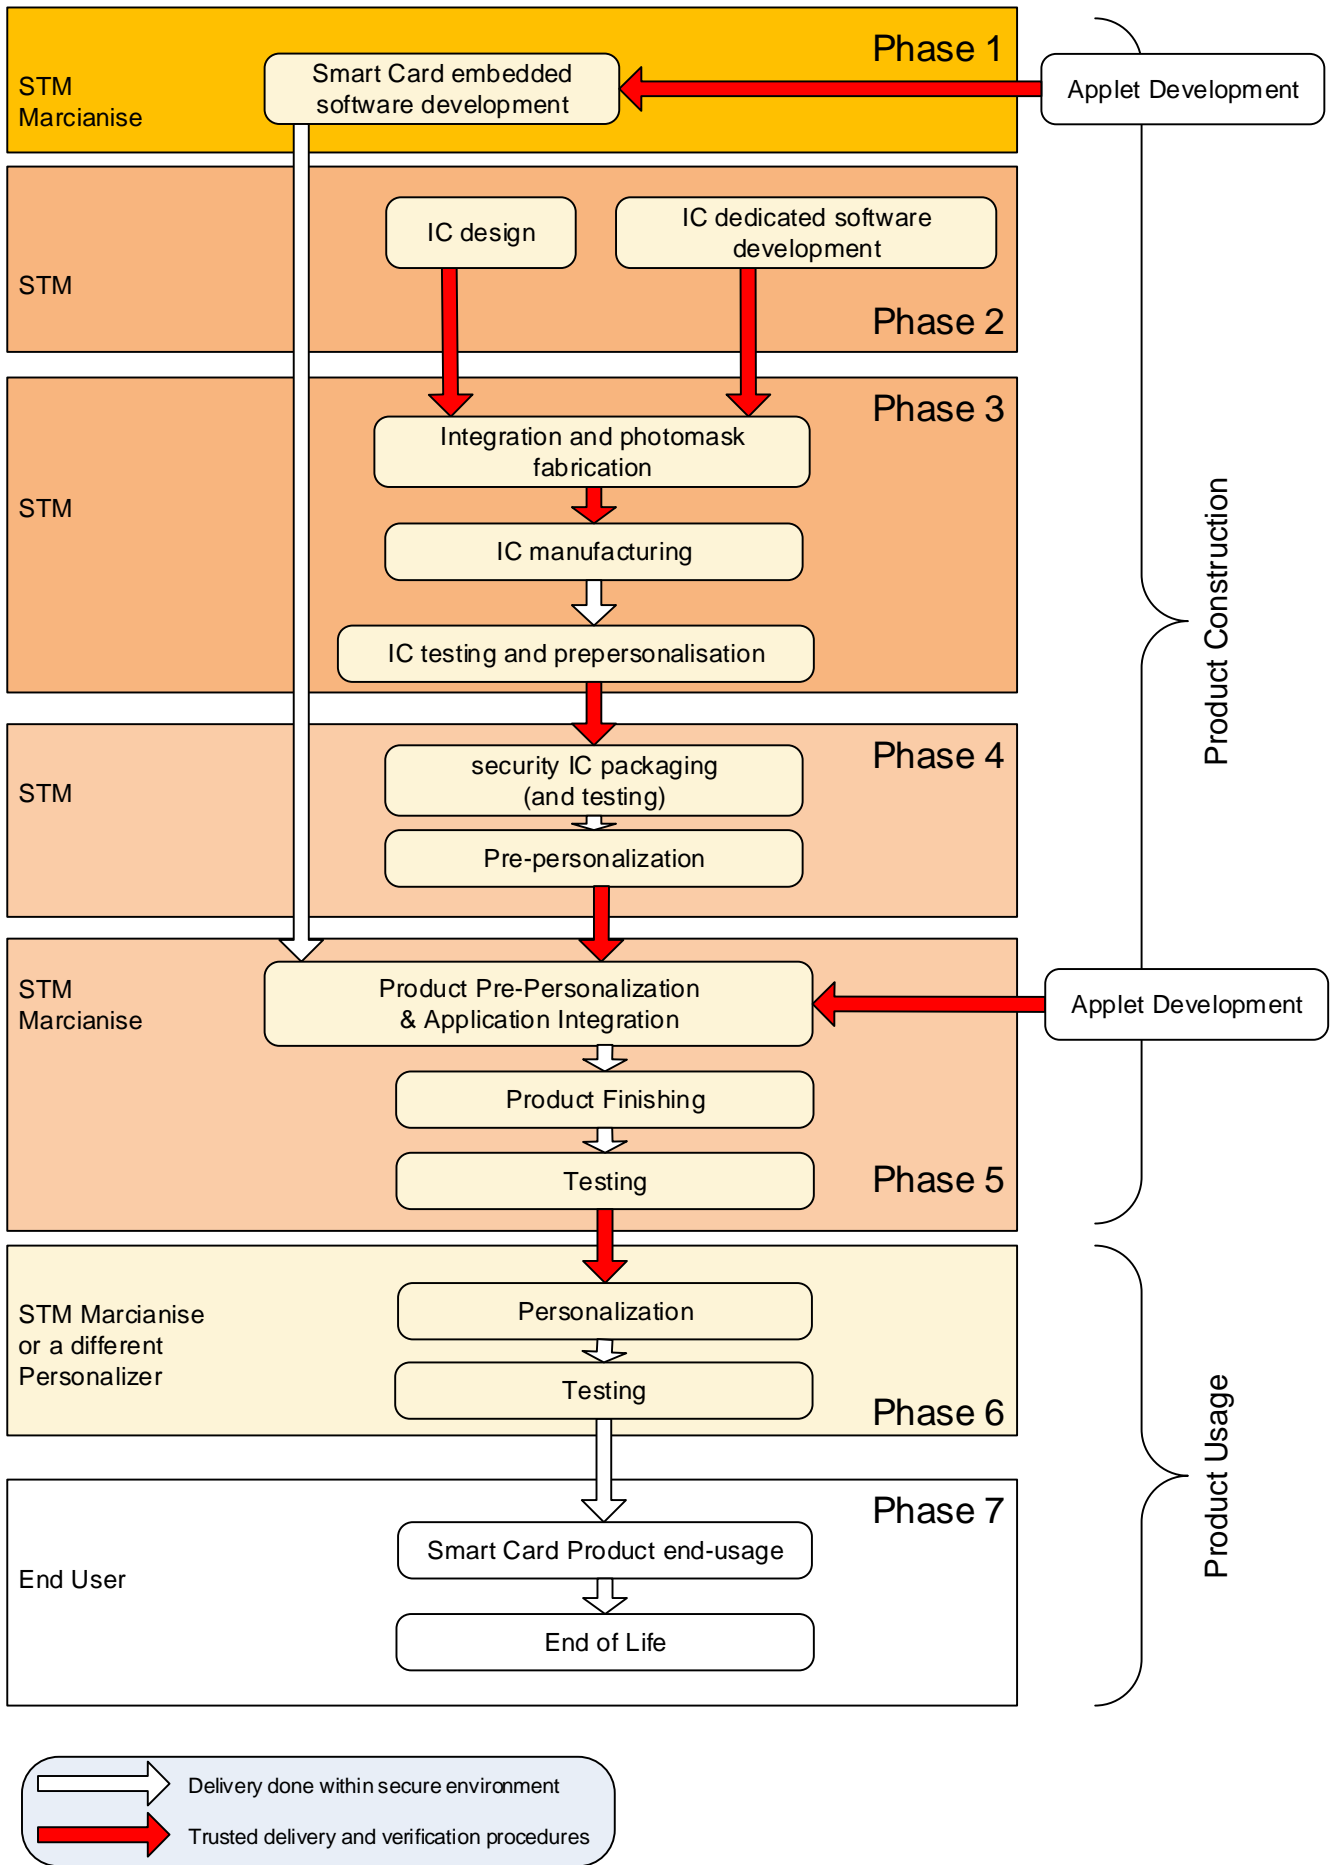 Phase 1
STM
Marcianise
Smart Card embedded
software development
Applet Development
IC design
IC dedicated software
development
STM
Phase 2
Phase 3
Integration and photomask
fabrication
STM
IC manufacturing
IC testing and prepersonalisation
Product Construction
Phase 4
security IC packaging
(and testing)
STM
Pre-personalization
STM
Marcianise
Product Pre-Personalization
& Application Integration
Applet Development
Product Finishing
Testing
Phase 5
STM Marcianise
or a different
Personalizer
Personalization
Testing
Phase 6
Product Usage
Phase 7
Smart Card Product end-usage
End User
End of Life
Delivery done within secure environment
Trusted delivery and verification procedures